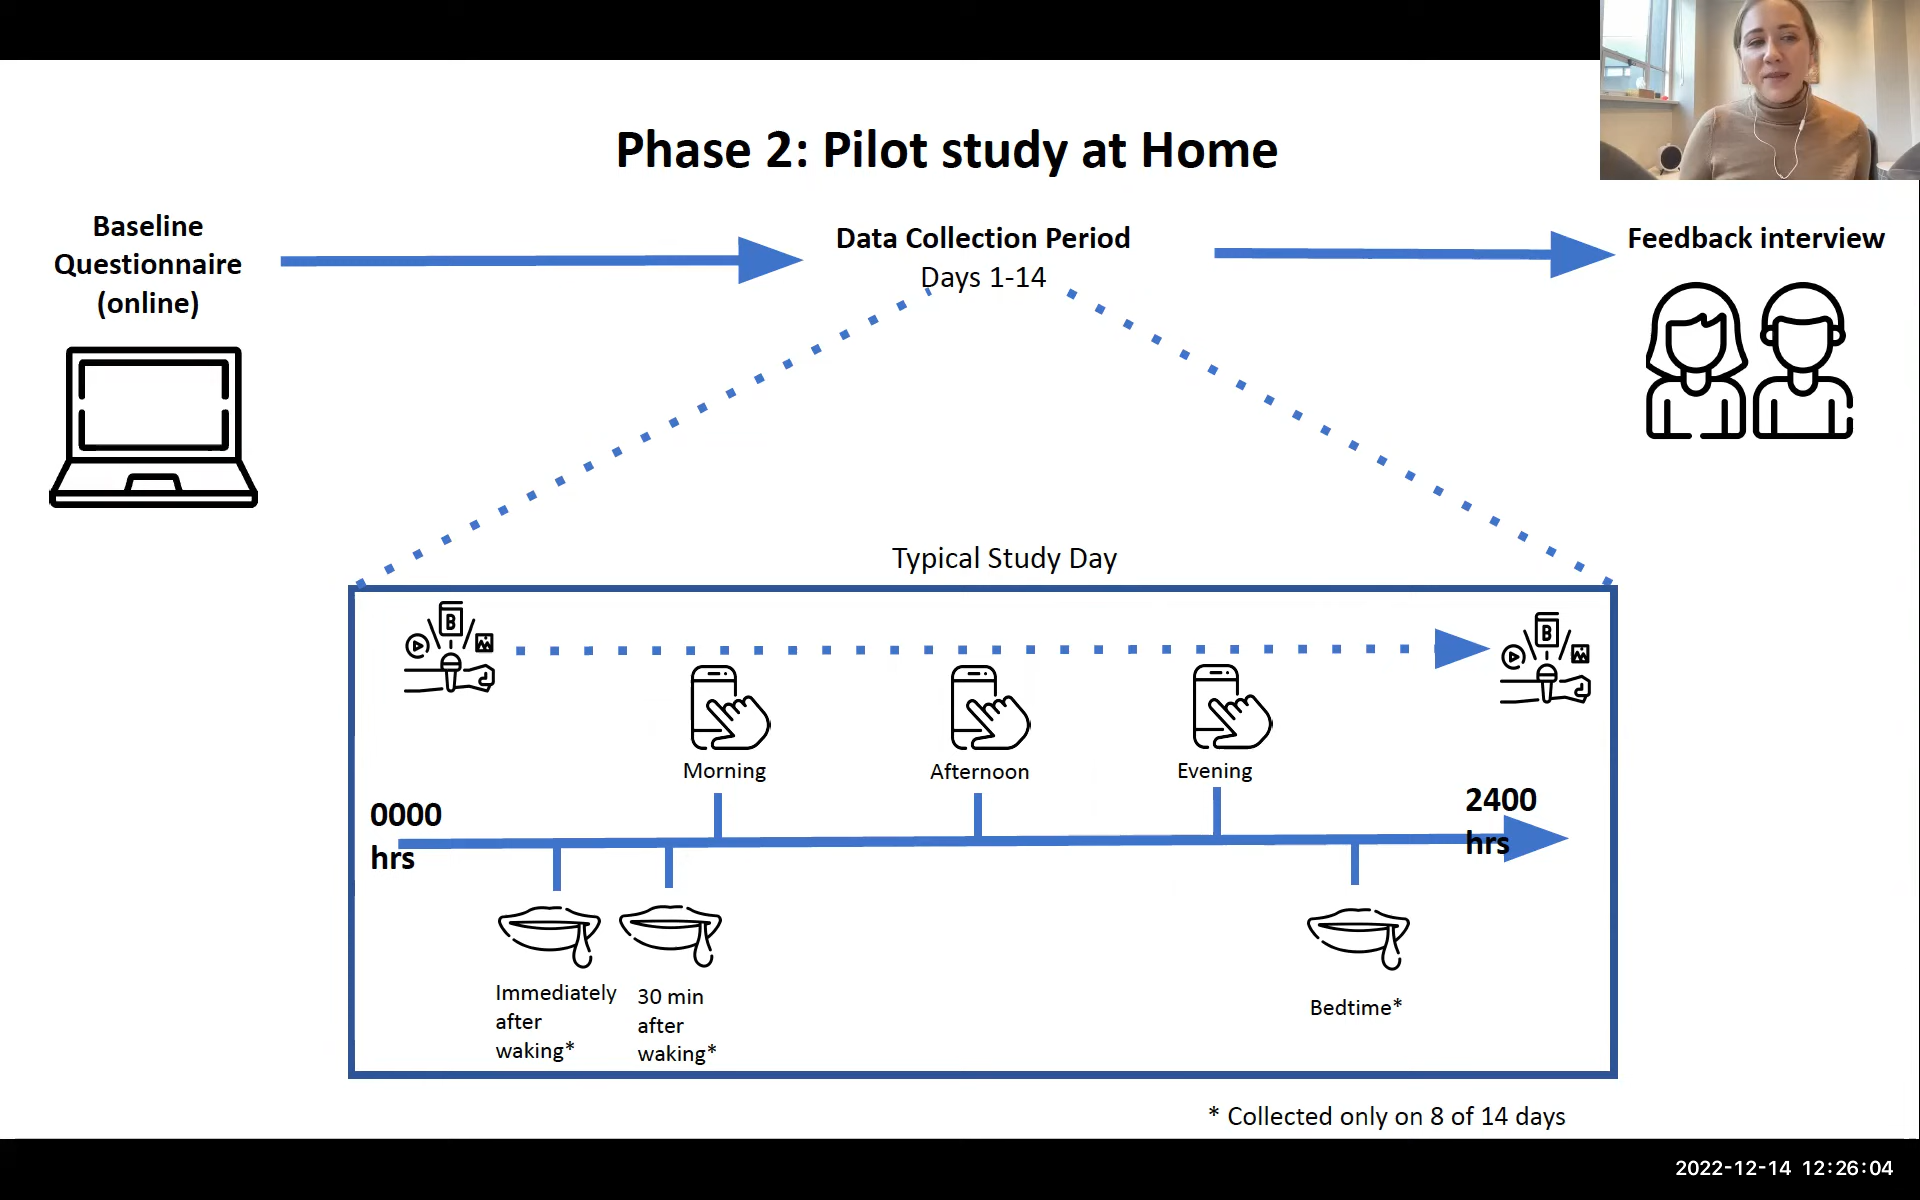 Phase 2: Pilot study at Home
Baseline
Questionnaire
(online)
Data Collection Period
Days 1-14
Feedback interview
Typical Study Day
B
B
Morning
Afternoon
Evening
0000
hrs
2400
hrs
Immediately
after
waking*
30 min
after
waking*
Bedtime*
* Collected only on 8 of 14 days
2022-12-14 12:26:04